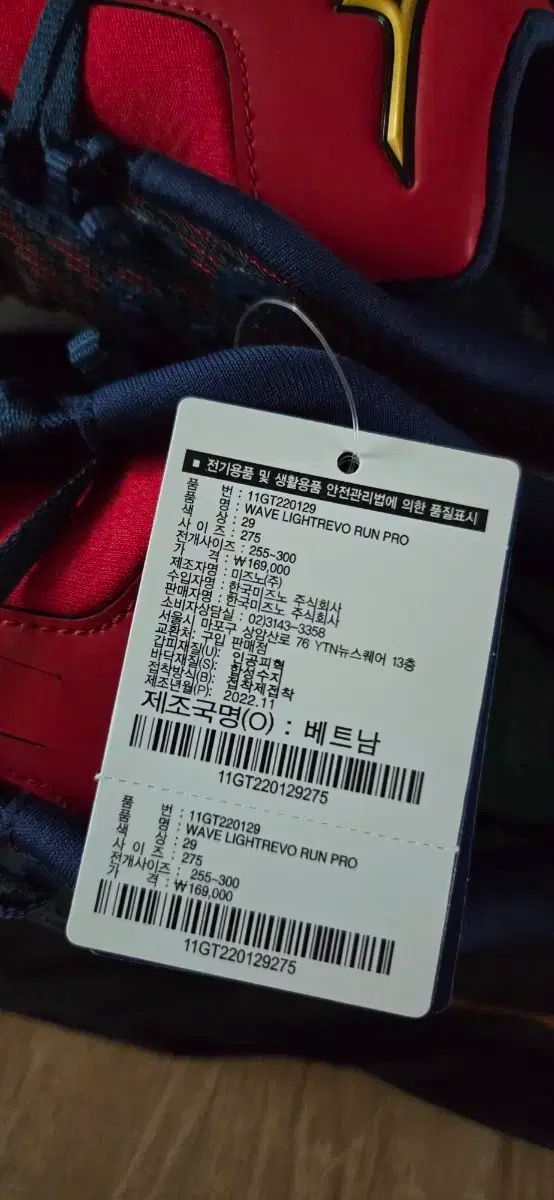 ■ 전기용품 및 생활용품 안전관리법에 의한 품질표시
품 번 : 11GT220129
품 명 : WAVE LIGHTREVO RUN PRO
색 상 : 29
사 이 즈 : 275
전개사이즈 : 255~300
가 격 : ₩169,000
제조자명 : 미즈노(주)
수입자명 : 한국미즈노 주식회사
판매자명 : 한국미즈노 주식회사
소비자상담실 : 02)3143-3358
서울시 마포구 상암산로 76 YTN뉴스퀘어 13층
교환처: 구입 판매점
갑피재질(U): 인공피혁
바닥재질(S): 합성수지
접착방식(B): 접착제접착
제조년월(P): 2022.11
제조국명(O) : 베트남
11GT220129275
품 번 : 11GT220129
품 명 : WAVE LIGHTREVO RUN PRO
색 상 : 29
사 이 즈 : 275
전개사이즈 : 255~300
가 격 : ₩169,000
11GT220129275